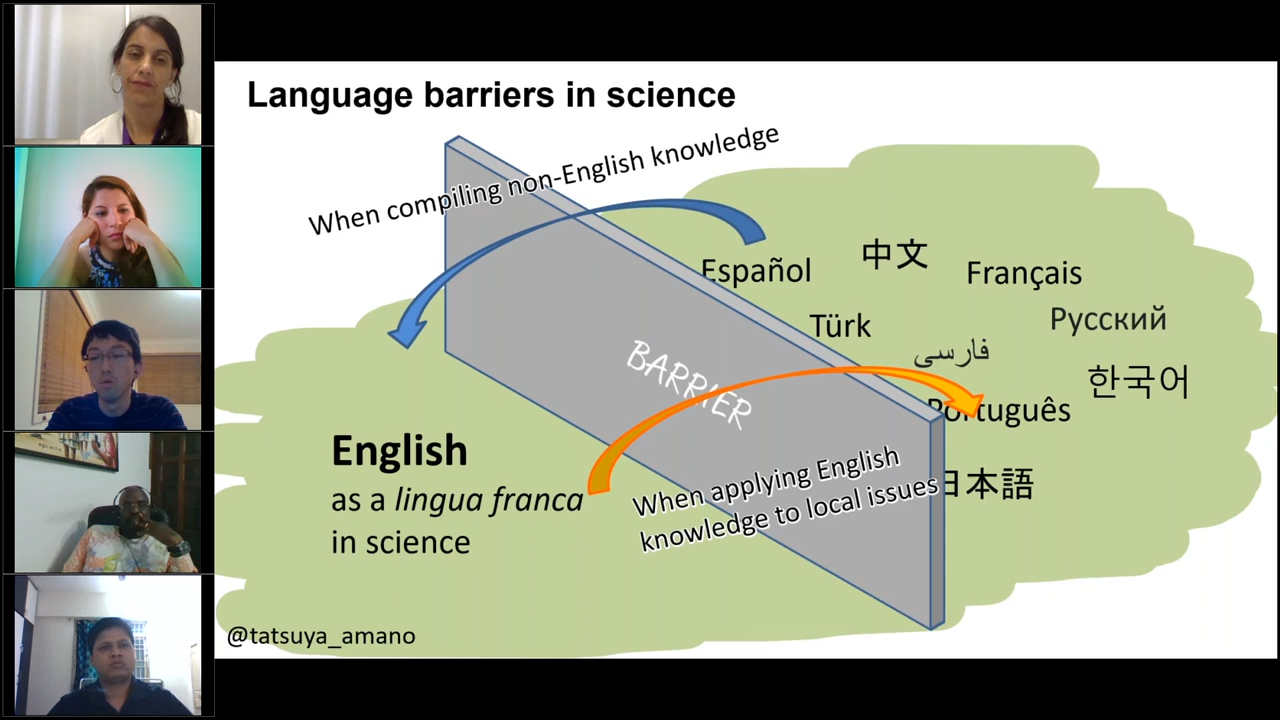 Language barriers in science
When compiling non-English knowledge
Español
中文
Français
Türk
Русский
فارسی
한국어
Português
日本語
BARRIER
English
as a lingua franca
in science
When applying English
knowledge to local issues
@tatsuya_amano